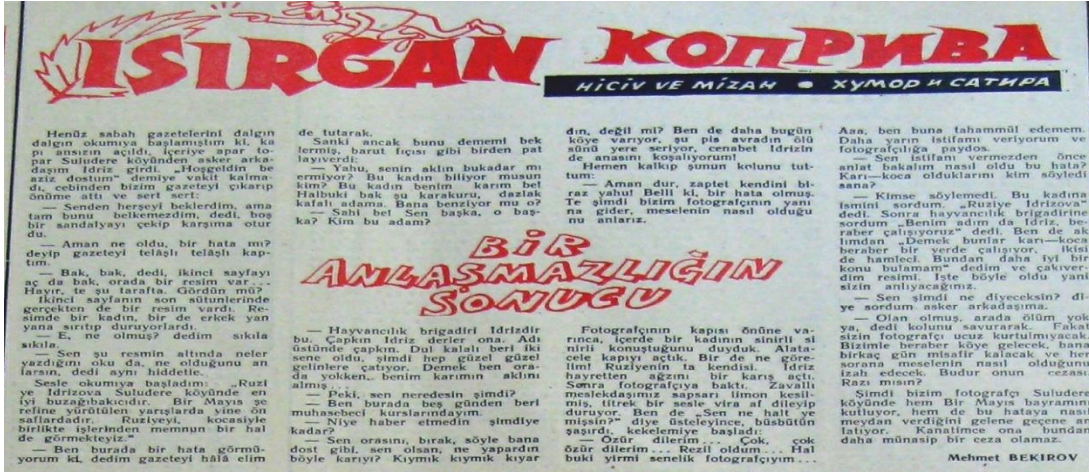 ISIRGAN КОПРИВА
HİCİV VE MİZAH ● ХУМОР И САТИРА
BİR
ANLAŞMAZLIĞIN
SONUCU
Henüz sabah gazetelerini dalgın
dalgın okumıya başlamıştım ki, ka
pı ansızın açıldı, içeriye apar to-
par Suludere köyünden asker arka-
daşım İdriz girdi. „Hoşgeldin be
aziz dostum” demiye vakit kalma-
dı, cebinden bizim gazeteyi çıkarıp
önüme attı ve sert sert:
— Senden herşeyi beklerdim, ama
tam bunu belkemezdim, dedi, boş
bir sandalyayı çekip karşıma otur
du.
— Aman ne oldu, bir hata mı?
deyip gazeteyi telâşlı telâşlı kap-
tım.
— Bak, bak, dedi, ikinci sayfayı
aç da bak, orada bir resim var...
Hayır, te şu tarafta. Gördün mü?
İkinci sayfanın son sütunlarinde
gerçekten de bir resim vardı. Re-
simde bir kadın, bir de erkek yan
yana sırıtıp duruyorlardı.
— E, ne olmuş? dedim sıkıla
sıkıla.
— Sen şu resmin altında neler
yazdığını oku da, ne olduğunu an
larsın, dedi aynı hiddetle.
Sesle okumıya başladım: „Ruzi
ye İdrizova Suludere köyünde en
iyi buzağıbakıcıdır. Bir Mayıs şe
refine yürütülen yarışlarda yine ön
saflardadır. Ruziyeyi, kocasiyle
birlikte işlerinden memnun bir hal
de görmekteyiz.”
— Ben burada bir hata görmü-
yorum ki, dedim gazeteyi hâlâ elim
de tutarak.
Sanki ancak bunu dememi bek
lermiş, barut fıçısı gibi birden pat
layıverdi:
— Yahu, senin aklın bukadar mı
ermiyor? Bu kadın biliyor musun
kim? Bu kadın benim karım be!
Halbuki bak şu karakuru, dazlak
kafalı adama. Bana benziyor mu o?
— Sahi be! Sen başka, o baş-
ka? Kim bu adam?
— Hayvancılık brigadiri İdrizdir
bu. Çapkın İdriz derler ona. Adı
üstünde çapkın. Dul kalalı beri iki
sene oldu, şimdi hep güzel güzel
gelinlere çatıyor. Demek ben ora-
da yokken, benim karımın aklını
almış...
— Peki, sen neredesin şimdi?
— Ben burada beş günden beri
muhasebeci kurslarındayım.
— Niye haber etmedin şimdiye
kadar?
— Sen orasını, bırak, söyle bana
dost gibi, sen olsan, ne yapardın
böyle karıyı? Kıymık kıymık kıyar
dın, değil mi? Ben de daha bugün
köye varıyor, şu pis avradın ölü
sünü yere seriyor, cenabet İdrizin
de anasını koşaliyorum!
Hemen kalkıp şunun kolunu tut-
tum:
— Aman dur, zaptet kendini bi-
raz yahu! Belli ki, bir hata olmuş.
Te şimdi bizim fotoğrafçının yanı
na gider, meselenin nasıl olduğu
nu anlarız.
Fotoğrafçının kapısı önüne va-
rınca, içerde bir kadının sinirli si
nirli konuştuğunu duyduk. Alata-
cele kapıyı açtık. Bir de ne göre-
lim! Ruziyenin ta kendisi. İdriz
hayretten ağzını bir karış açtı.
Sonra fotoğrafçıya baktı. Zavallı
meslekdaşımız sapsarı limon kesil-
miş, titrek bir sesle vira af dileyip
duruyor. Ben de „Sen ne halt ye
mişsin?” diye üsteleyince, büsbütün
şaşırdı, kekelemiye başladı:
— Özür dilerim... Çok, çok
özür dilerim... Rezil oldum... Hal
buki yirmi senelik fotoğrafçıyım...
Aaa, ben buna tahammül edemem.
Daha yarın istifamı veriyorum ve
fotoğrafçılığa paydos.
— Sen istifanı vermezden önce
anlat bakalım nasıl oldu bu hata?
Karı—koca olduklarını kim söyledi
sana?
— Kimse söylemedi. Bu kadına
ismini sordum. „Ruziye İdrizova”
dedi. Sonra hayvancılık brigadirine
sordum „Benim adım da İdriz, be-
raber çalışıyoruz” dedi. Ben de ak
lımdan „Demek bunlar karı—koca
beraber bir yerde çalışıyor, ikisi
de hamleci. Bundan daha iyi bir
konu bulamam” dedim ve çakıver-
dim resimi. İşte böyle oldu yani
sizin anlıyacağınız.
— Sen şimdi ne diyeceksin? di
ye sordum asker arkadaşıma.
— Olan olmuş, arada ölüm yok
ya, dedi kolunu savurarak. Fakat
sizin fotoğrafçı ucuz kurtulmıyacak.
Bizimle beraber köye gelecek, bana
birkaç gün misafir kalacak ve her
sorana meselenin nasıl olduğunu
izah edecek. Budur onun cezası.
Razı mısın?
Şimdi bizim fotoğrafçı Suludere
köyünde hem Bir Mayıs bayramını
kutluyor, hem de bu hataya nasıl
meydan verdiğini gelene geçene an
latıyor. Kanatimce ona bundan
daha münasip bir ceza olamaz.
Mehmet BEKIROV